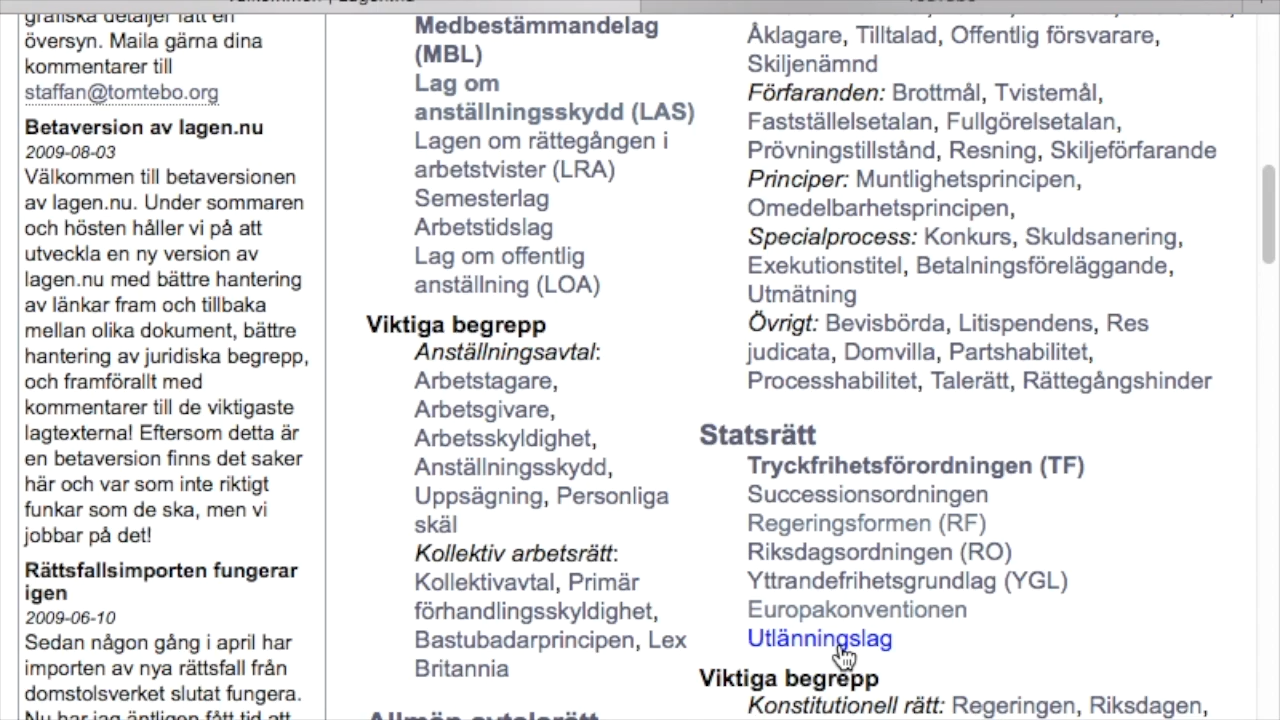 grafiska detaljer fått en
översyn. Maila gärna dina
kommentarer till
staffan@tomtebo.org
Betaversion av lagen.nu
2009-08-03
Välkommen till betaversionen
av lagen.nu. Under sommaren
och hösten håller vi på att
utveckla en ny version av
lagen.nu med bättre hantering
av länkar fram och tillbaka
mellan olika dokument, bättre
hantering av juridiska begrepp,
och framförallt med
kommentarer till de viktigaste
lagtexterna! Eftersom detta är
en betaversion finns det saker
här och var som inte riktigt
funkar som de ska, men vi
jobbar på det!
Rättsfallsimporten fungerar
igen
2009-06-10
Sedan någon gång i april har
importen av nya rättsfall från
domstolsverket slutat fungera.
Nu har jag äntligen fått tid att
Medbestämmandelag
(MBL)
Lag om
anställningsskydd (LAS)
Lagen om rättegången i
arbetstvister (LRA)
Semesterlag
Arbetstidslag
Lag om offentlig
anställning (LOA)
Viktiga begrepp
Anställningsavtal:
Arbetstagare,
Arbetsgivare,
Arbetsskyldighet,
Anställningsskydd,
Uppsägning, Personliga
skäl
Kollektiv arbetsrätt:
Kollektivavtal, Primär
förhandlingsskyldighet,
Bastubadarprincipen, Lex
Britannia
Allmän avtalsrätt
Åklagare, Tilltalad, Offentlig försvarare,
Skiljenämnd
Förfaranden: Brottmål, Tvistemål,
Fastställelsetalan, Fullgörelsetalan,
Prövningstillstånd, Resning, Skiljeförfarande
Principer: Muntlighetsprincipen,
Omedelbarhetsprincipen,
Specialprocess: Konkurs, Skuldsanering,
Exekutionstitel, Betalningsföreläggande,
Utmätning
Övrigt: Bevisbörda, Litispendens, Res
judicata, Domvilla, Partshabilitet,
Processhabilitet, Talerätt, Rättegångshinder
Statsrätt
Tryckfrihetsförordningen (TF)
Successionsordningen
Regeringsformen (RF)
Riksdagsordningen (RO)
Yttrandefrihetsgrundlag (YGL)
Europakonventionen
Utlänningslag
Viktiga begrepp
Konstitutionell rätt: Regeringen, Riksdagen,